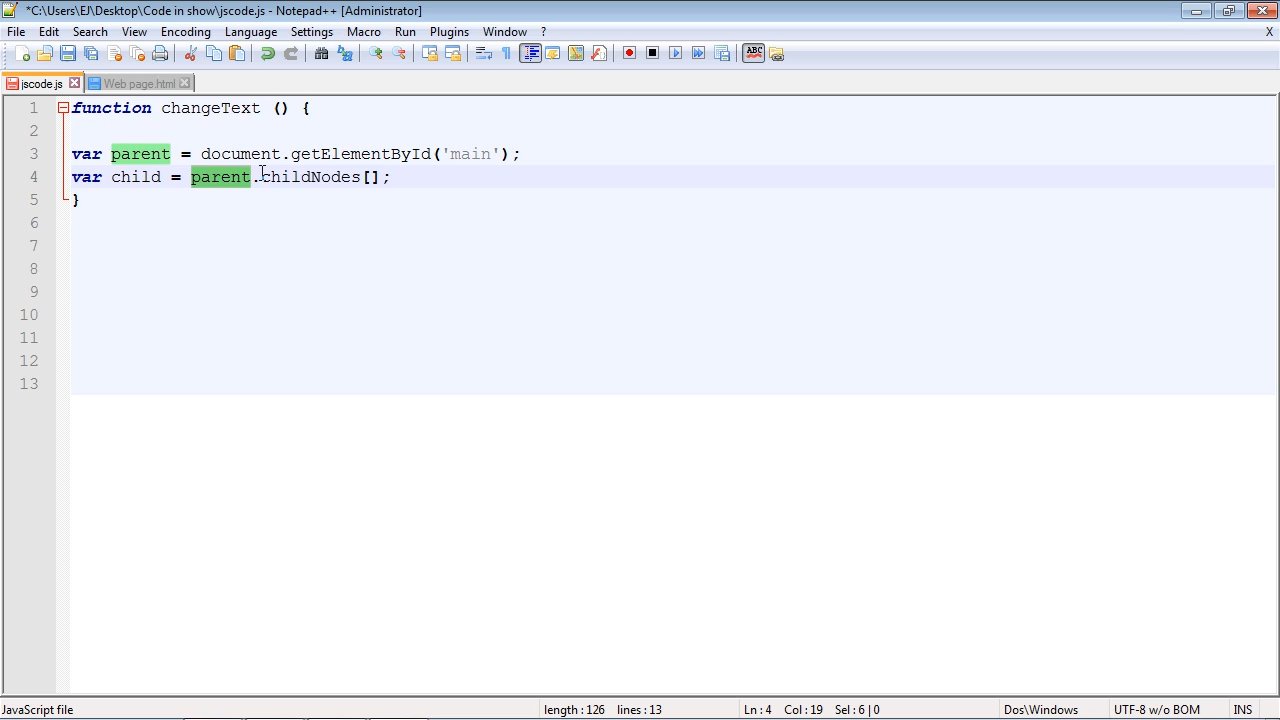 *C:\Users\EJ\Desktop\Code in show\jscode.js - Notepad++ [Administrator]
File Edit Search View Encoding Language Settings Macro Run Plugins Window ? X
ABC
jscode.js Web page.html
1 function changeText () {
2
3 var parent = document.getElementById('main');
4 var child = parent.childNodes[];
5 }
6
7
8
9
10
11
12
13
JavaScript file length : 126 lines : 13 Ln : 4 Col : 19 Sel : 6 | 0 Dos\Windows UTF-8 w/o BOM INS